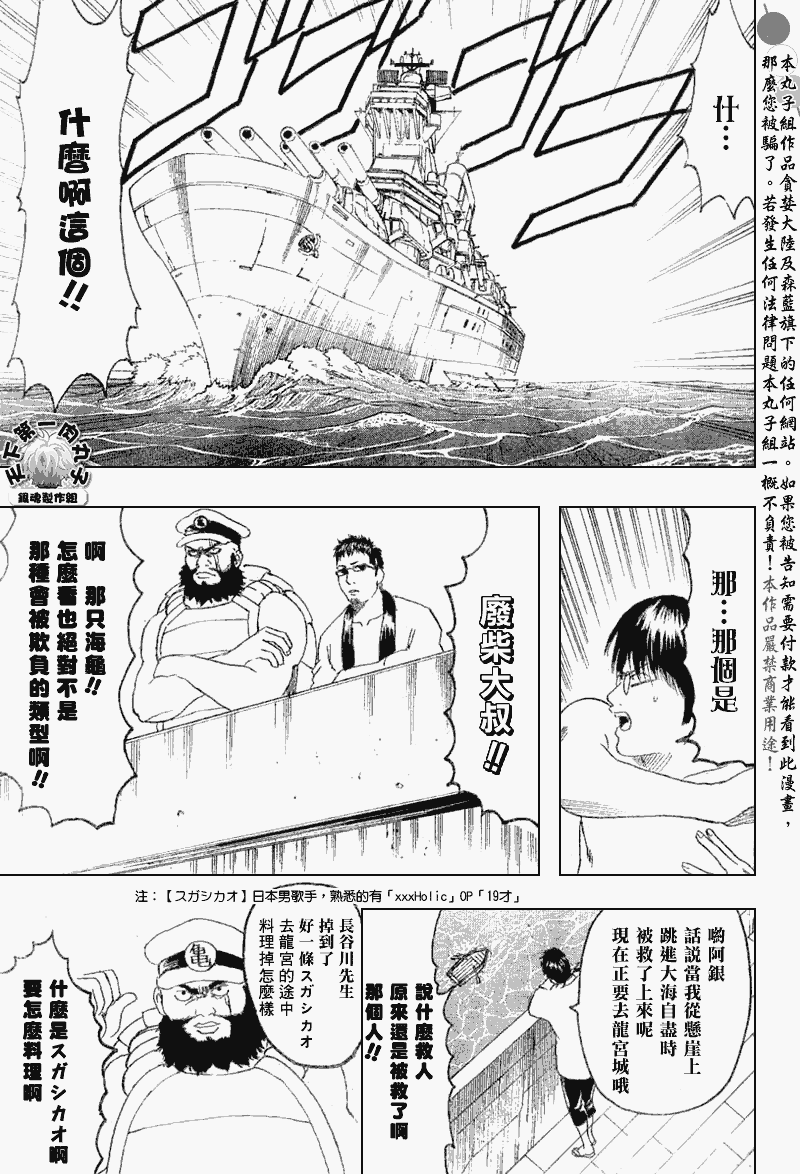 本丸子組作品貪婪大陸及森藍旗下的任何網站。如果您被告知需要付款才能看到此漫畫，
那麼您被騙了。若發生任何法律問題本丸子組一概不負責！本作品嚴禁商業用途！
什…
什麼啊這個!!
天下第一肉丸子
銀魂製作組
那…那個是
廢柴大叔!!
啊 那只海龜!!
怎麼看也絕對不是
那種會被欺負的類型啊!!
注：【スガシカオ】日本男歌手，熟悉的有「xxxHolic」OP「19才」
喲阿銀
話說當我從懸崖上
跳進大海自盡時
被救了上來呢
現在正要去龍宮城哦
說什麼救人
原來還是被救了啊
那個人!!
長谷川先生
掉到了
好一條スガシカオ
去龍宮的途中
料理掉怎麼樣
亀
什麼是スガシカオ啊
要怎麼料理啊